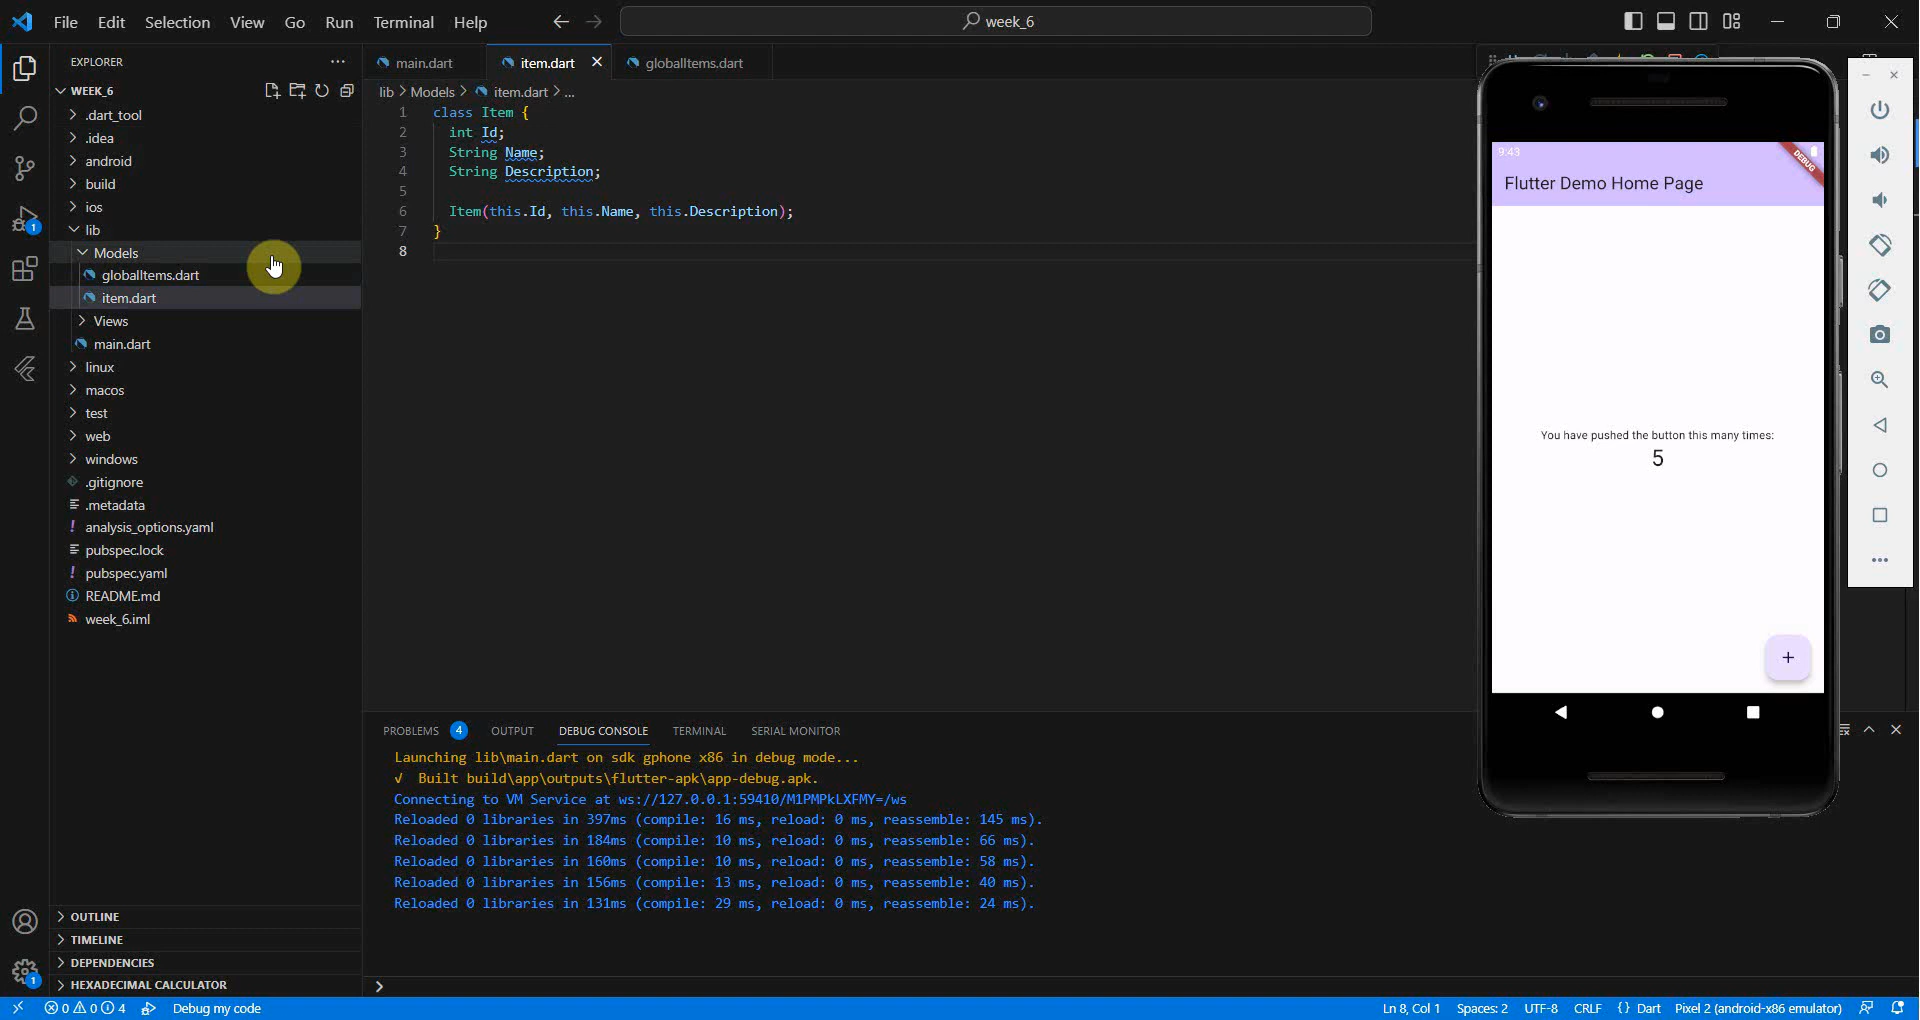 File Edit Selection View Go Run Terminal Help
week_6
EXPLORER
WEEK_6
.dart_tool
.idea
android
build
ios
lib
Models
globalItems.dart
item.dart
Views
main.dart
linux
macos
test
web
windows
.gitignore
.metadata
analysis_options.yaml
pubspec.lock
pubspec.yaml
README.md
week_6.iml
OUTLINE
TIMELINE
DEPENDENCIES
HEXADECIMAL CALCULATOR
main.dart item.dart globalItems.dart
lib > Models > item.dart > ...
1 class Item {
2 int Id;
3 String Name;
4 String Description;
5
6 Item(this.Id, this.Name, this.Description);
7 }
8
PROBLEMS 4 OUTPUT DEBUG CONSOLE TERMINAL SERIAL MONITOR
Launching lib\main.dart on sdk gphone x86 in debug mode...
√ Built build\app\outputs\flutter-apk\app-debug.apk.
Connecting to VM Service at ws://127.0.0.1:59410/M1PMPkLXFMY=/ws
Reloaded 0 libraries in 397ms (compile: 16 ms, reload: 0 ms, reassemble: 145 ms).
Reloaded 0 libraries in 184ms (compile: 10 ms, reload: 0 ms, reassemble: 66 ms).
Reloaded 0 libraries in 160ms (compile: 10 ms, reload: 0 ms, reassemble: 58 ms).
Reloaded 0 libraries in 156ms (compile: 13 ms, reload: 0 ms, reassemble: 40 ms).
Reloaded 0 libraries in 131ms (compile: 29 ms, reload: 0 ms, reassemble: 24 ms).
9:43
DEBUG
Flutter Demo Home Page
You have pushed the button this many times:
5
+
1
1
0 0 4 Debug my code
Ln 8, Col 1 Spaces: 2 UTF-8 CRLF {} Dart Pixel 2 (android-x86 emulator)